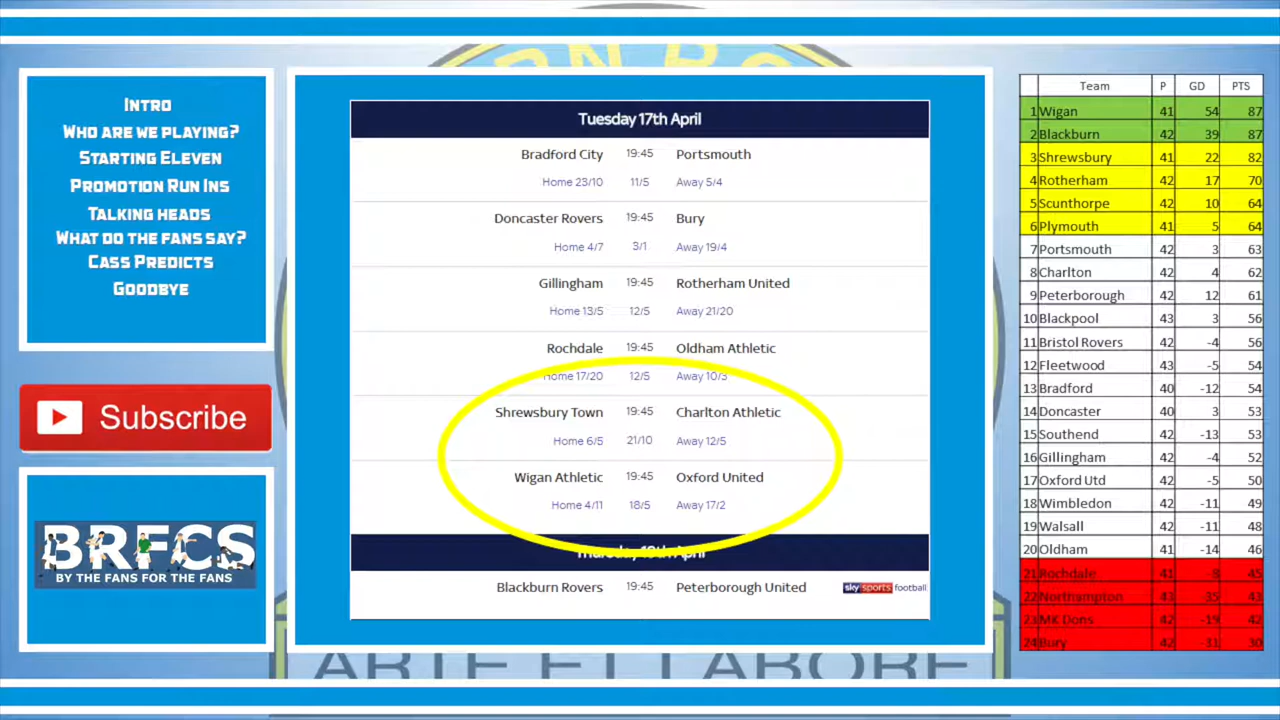 RN RO
INTRO
WHO ARE WE PLAYING?
STARTING ELEVEN
PROMOTION RUN INS
TALKING HEADS
WHAT DO THE FANS SAY?
CASS PREDICTS
GOODBYE
Subscribe
BRFCS
BY THE FANS FOR THE FANS
Tuesday 17th April
Bradford City 19:45 Portsmouth
Home 23/10 11/5 Away 5/4
Doncaster Rovers 19:45 Bury
Home 4/7 3/1 Away 19/4
Gillingham 19:45 Rotherham United
Home 13/5 12/5 Away 21/20
Rochdale 19:45 Oldham Athletic
Home 17/20 12/5 Away 10/3
Shrewsbury Town 19:45 Charlton Athletic
Home 6/5 21/10 Away 12/5
Wigan Athletic 19:45 Oxford United
Home 4/11 18/5 Away 17/2
Thursday 19th April
Blackburn Rovers 19:45 Peterborough United sky sports football
Team P GD PTS
1 Wigan 41 54 87
2 Blackburn 42 39 87
3 Shrewsbury 41 22 82
4 Rotherham 42 17 70
5 Scunthorpe 42 10 64
6 Plymouth 41 5 64
7 Portsmouth 42 3 63
8 Charlton 42 4 62
9 Peterborough 42 12 61
10 Blackpool 43 3 56
11 Bristol Rovers 42 -4 56
12 Fleetwood 43 -5 54
13 Bradford 40 -12 54
14 Doncaster 40 3 53
15 Southend 42 -13 53
16 Gillingham 42 -4 52
17 Oxford Utd 42 -5 50
18 Wimbledon 42 -11 49
19 Walsall 42 -11 48
20 Oldham 41 -14 46
21 Rochdale 41 -8 45
22 Northampton 43 -35 43
23 MK Dons 42 -19 42
24 Bury 42 -31 30
ARTE ET LABORE